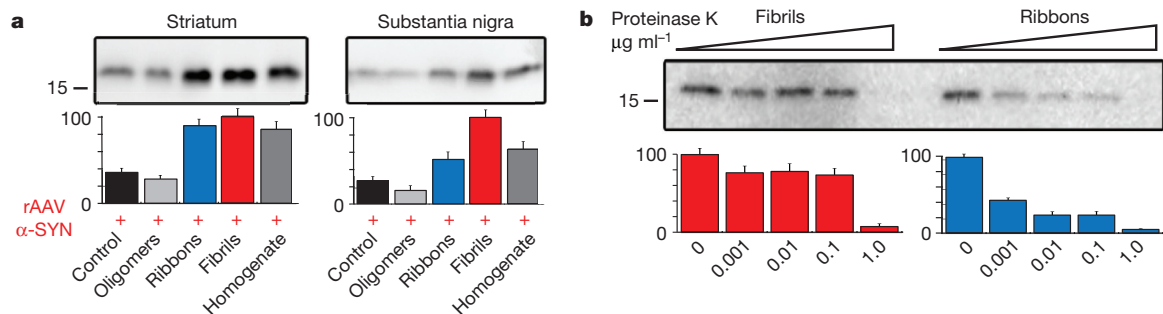 a
Striatum
Substantia nigra
15
100
0
100
0
rAAV
α-SYN
+ + + + +
+ + + + +
Control
Oligomers
Ribbons
Fibrils
Homogenate
Control
Oligomers
Ribbons
Fibrils
Homogenate
b
Proteinase K
μg ml–1
Fibrils
Ribbons
15
100
0
100
0
0 0.001 0.01 0.1 1.0
0 0.001 0.01 0.1 1.0